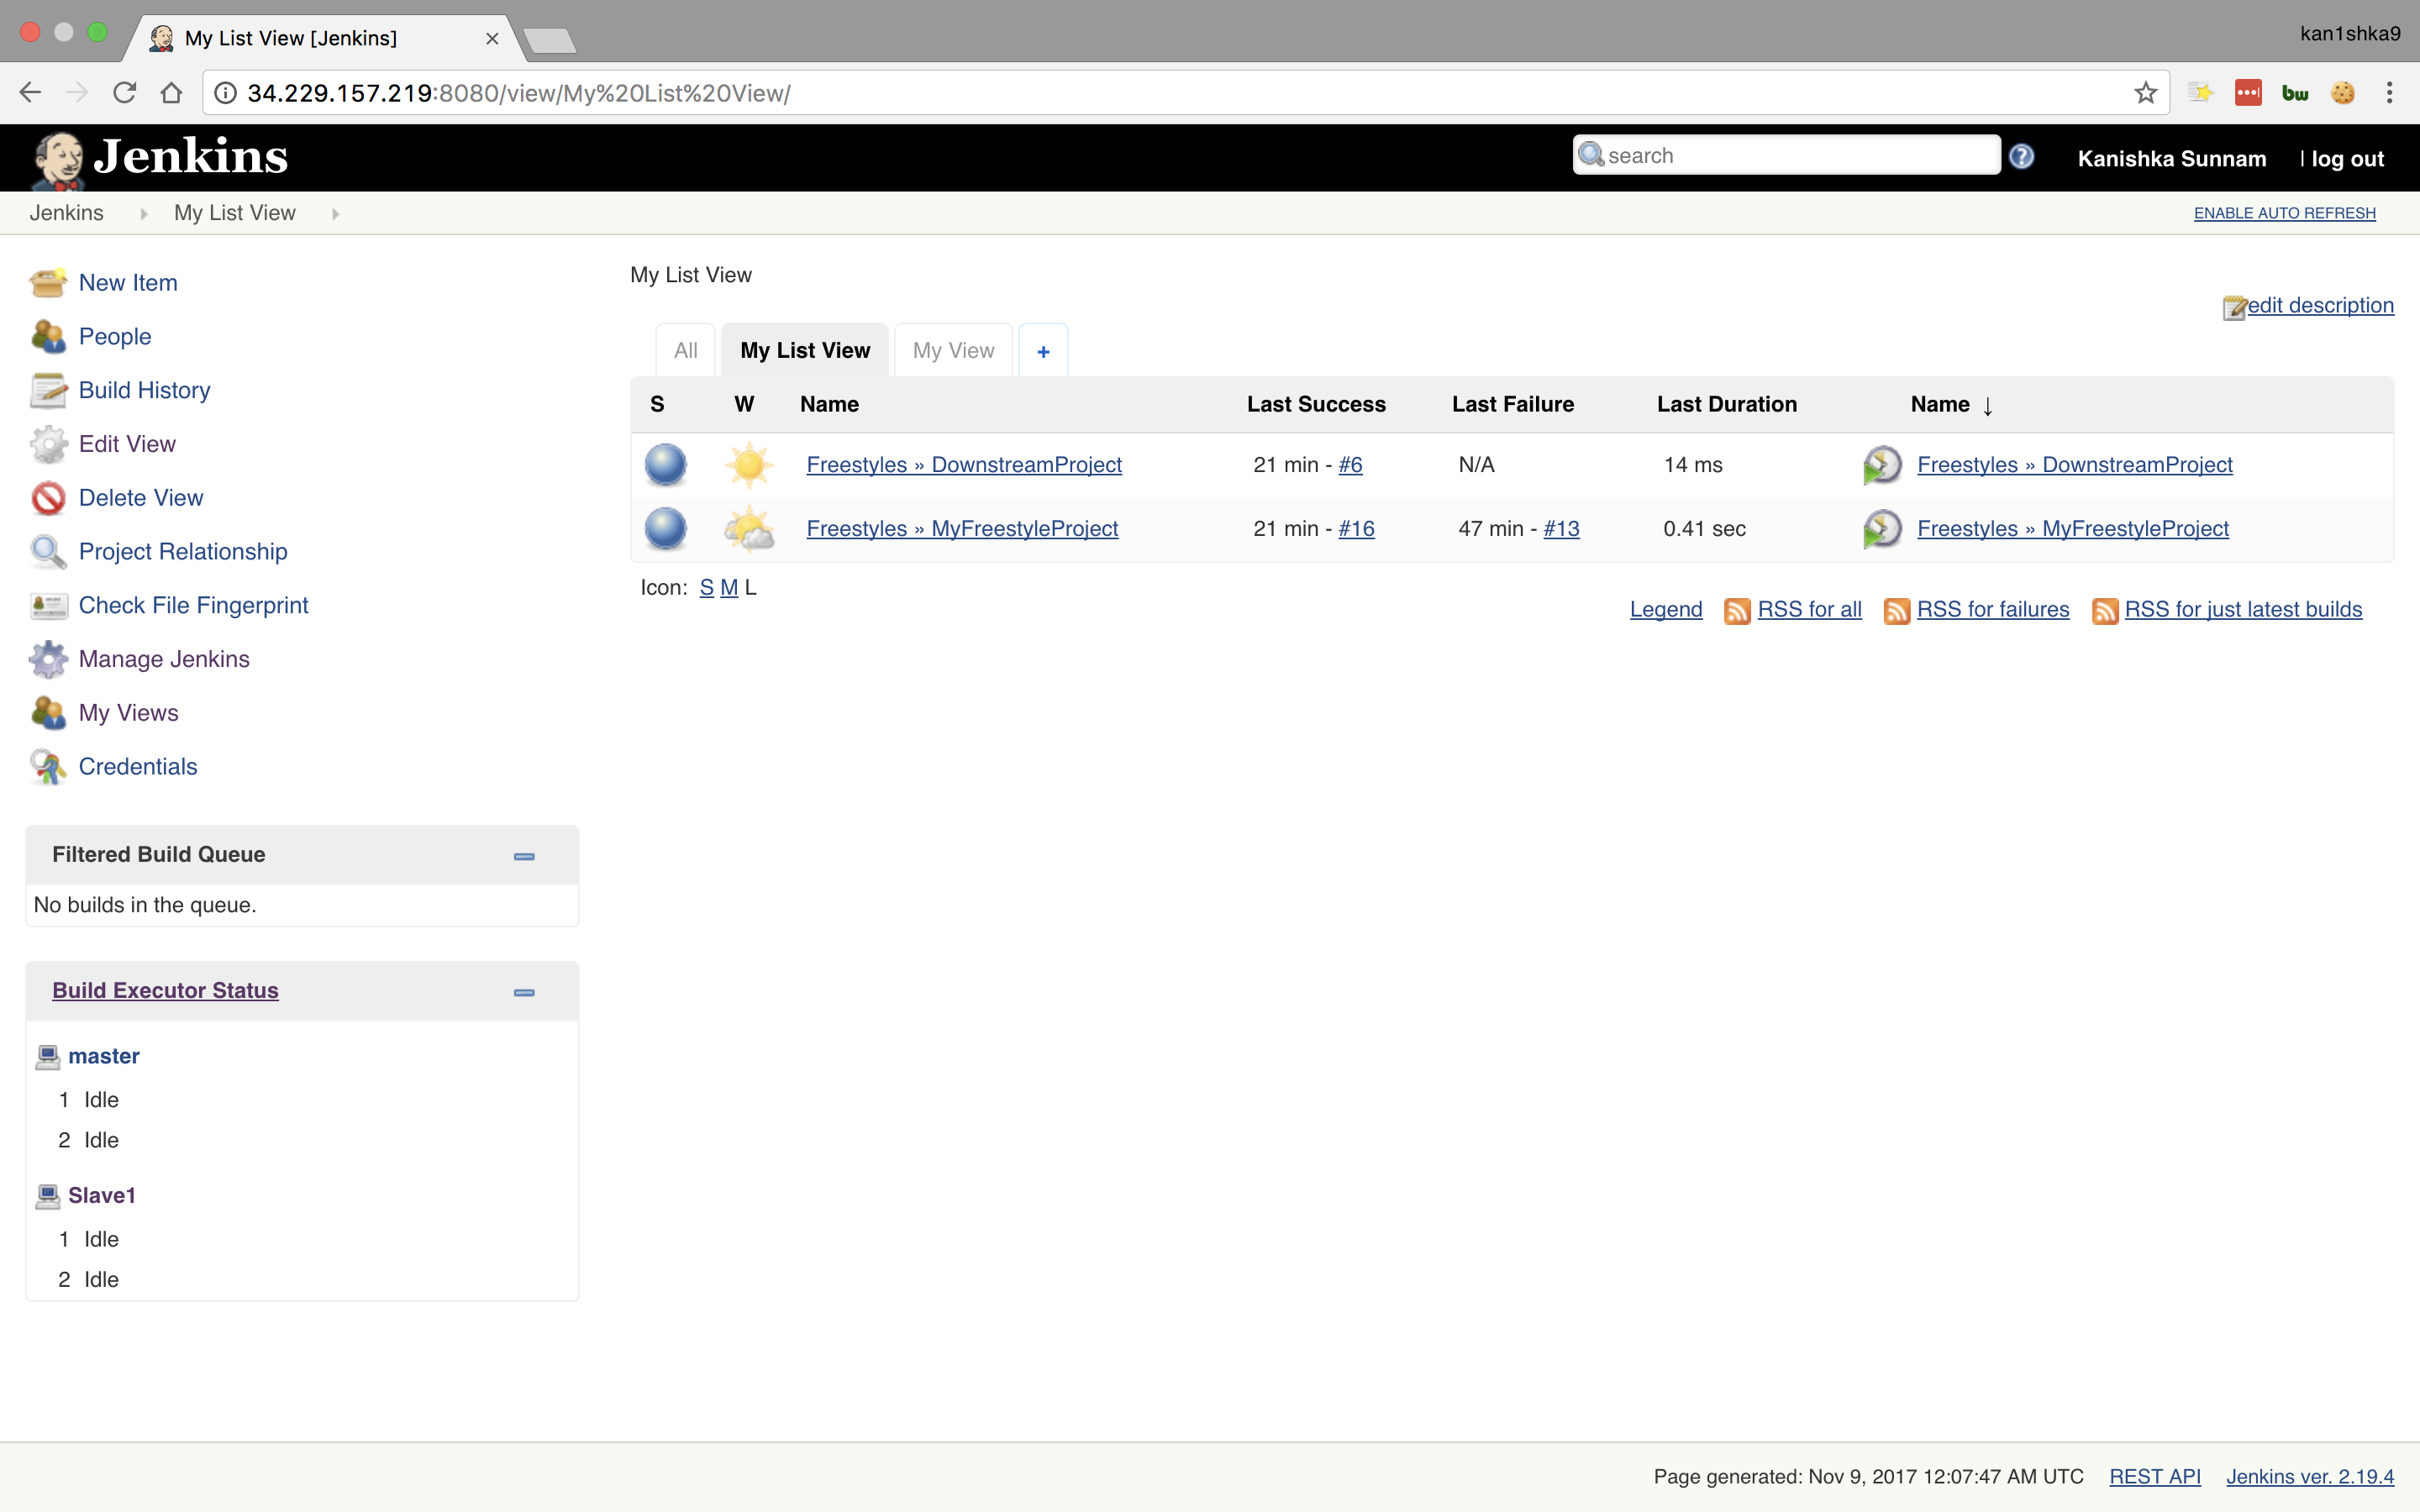 My List View [Jenkins]
kan1shka9
34.229.157.219:8080/view/My%20List%20View/
bw
Jenkins
search
Kanishka Sunnam | log out
Jenkins My List View
ENABLE AUTO REFRESH
New Item
People
Build History
Edit View
Delete View
Project Relationship
Check File Fingerprint
Manage Jenkins
My Views
Credentials
Filtered Build Queue
No builds in the queue.
Build Executor Status
master
1 Idle
2 Idle
Slave1
1 Idle
2 Idle
My List View
edit description
All My List View My View +
S W Name Last Success Last Failure Last Duration Name ↓
Freestyles » DownstreamProject 21 min - #6 N/A 14 ms Freestyles » DownstreamProject
Freestyles » MyFreestyleProject 21 min - #16 47 min - #13 0.41 sec Freestyles » MyFreestyleProject
Icon: S M L
Legend RSS for all RSS for failures RSS for just latest builds
Page generated: Nov 9, 2017 12:07:47 AM UTC REST API Jenkins ver. 2.19.4